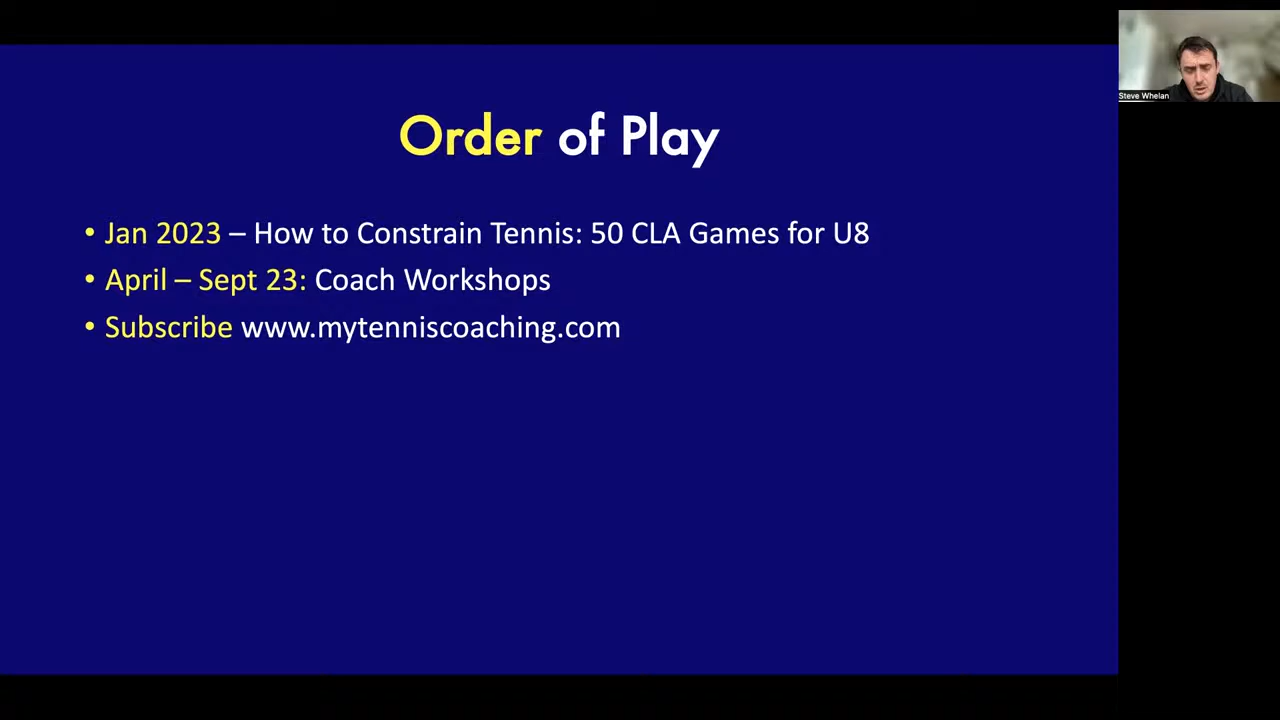 Order of Play
• Jan 2023 – How to Constrain Tennis: 50 CLA Games for U8
• April – Sept 23: Coach Workshops
• Subscribe www.mytenniscoaching.com
Steve Whelan